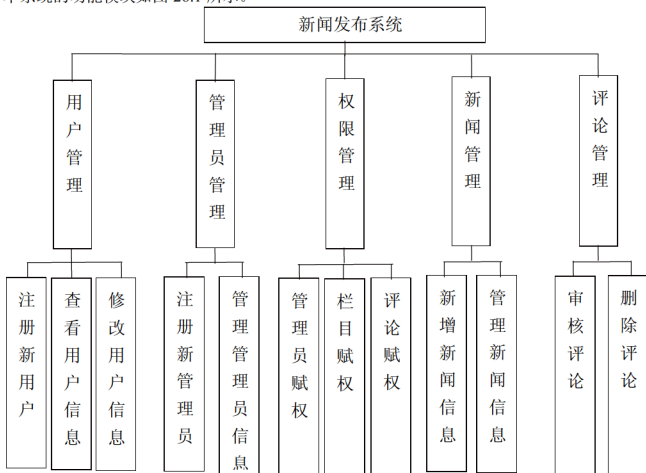 新闻发布系统
用户管理
管理员管理
权限管理
新闻管理
评论管理
注册新用户
查看用户信息
修改用户信息
注册新管理员
管理管理员信息
管理员赋权
栏目赋权
评论赋权
新增新闻信息
管理新闻信息
审核评论
删除评论